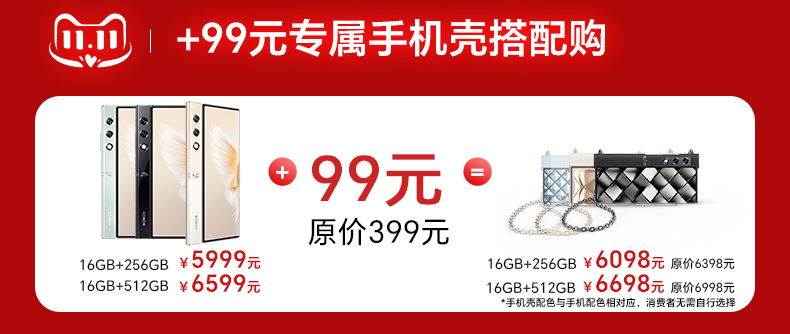 11.11
+99元专属手机壳搭配购
+ 99元 =
原价399元
16GB+256GB ¥5999元
16GB+512GB ¥6599元
16GB+256GB ¥6098元 原价6398元
16GB+512GB ¥6698元 原价6998元
*手机壳配色与手机配色相对应，消费者无需自行选择